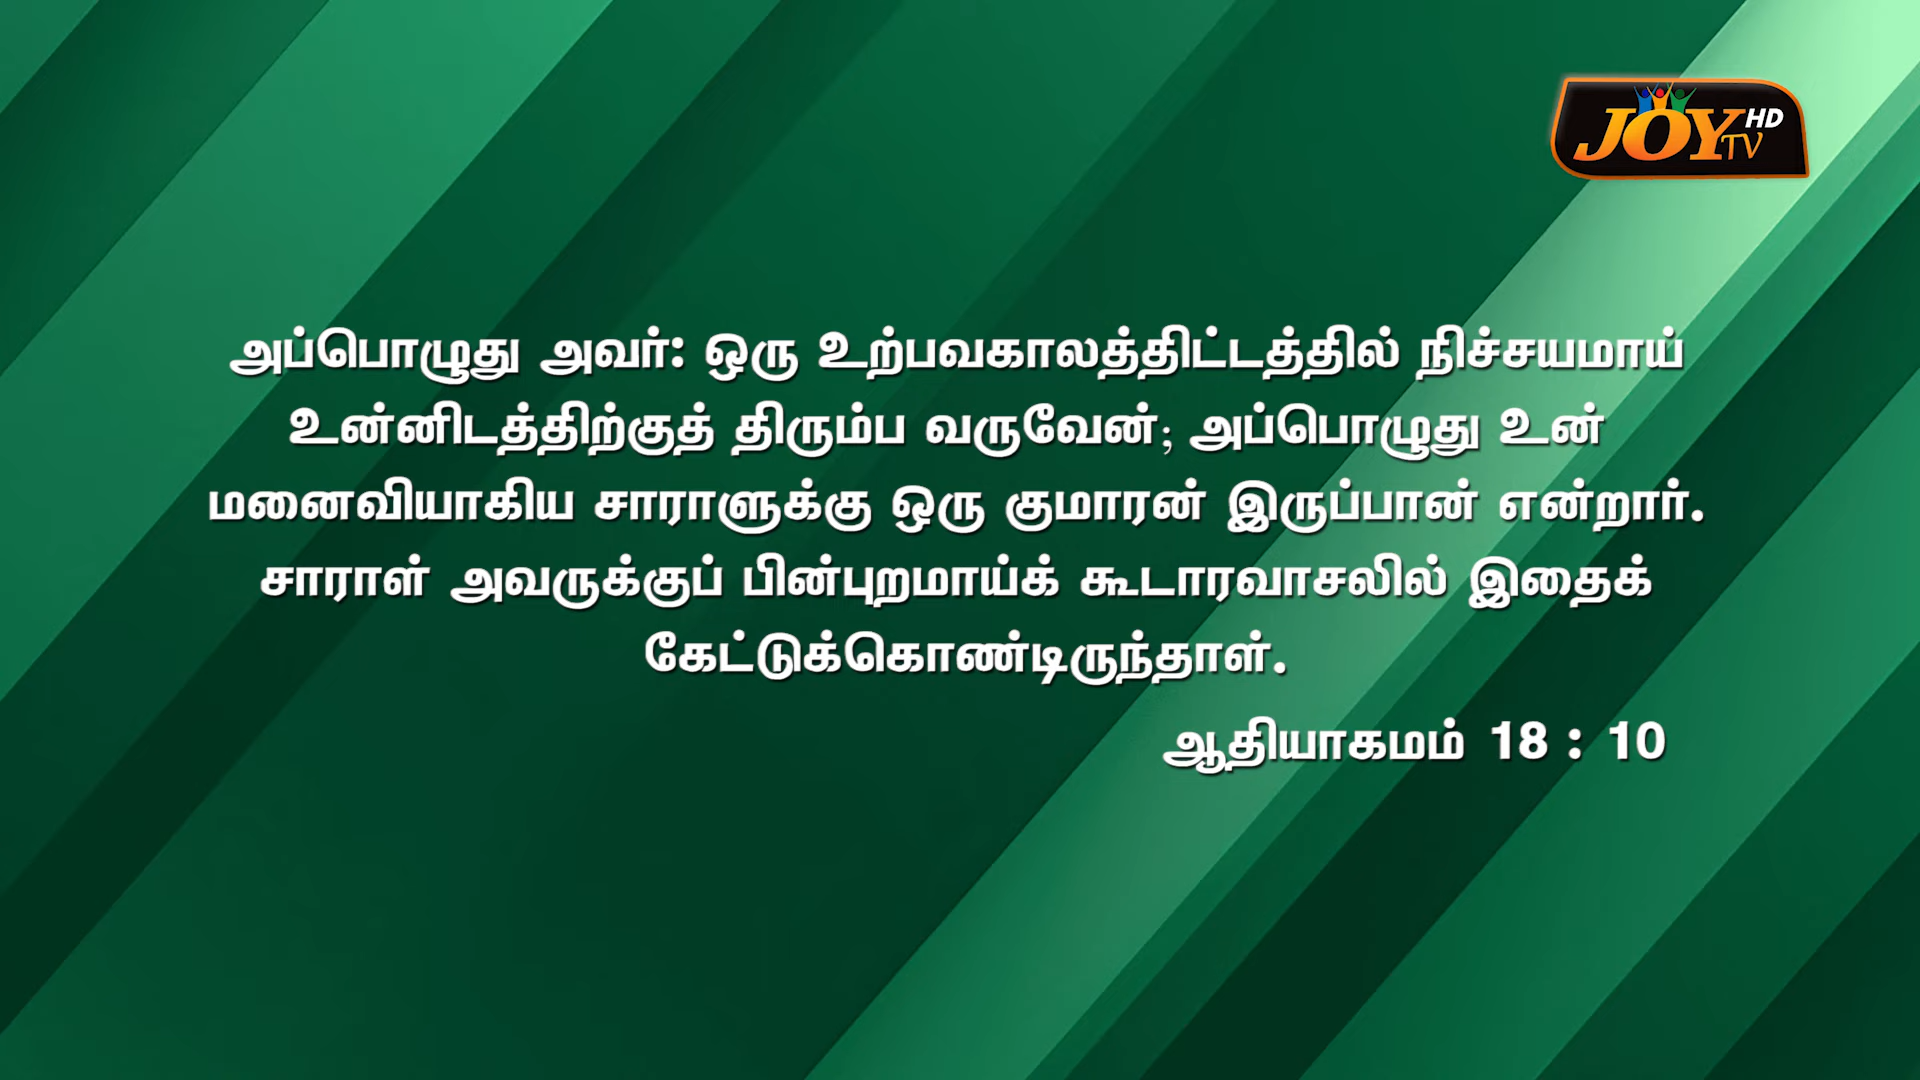 JOY TV HD
அப்பொழுது அவர்: ஒரு உற்பவகாலத்திட்டத்தில் நிச்சயமாய்
உன்னிடத்திற்குத் திரும்ப வருவேன்; அப்பொழுது உன்
மனைவியாகிய சாராளுக்கு ஒரு குமாரன் இருப்பான் என்றார்.
சாராள் அவருக்குப் பின்புறமாய்க் கூடாரவாசலில் இதைக்
கேட்டுக்கொண்டிருந்தாள்.
ஆதியாகமம் 18 : 10